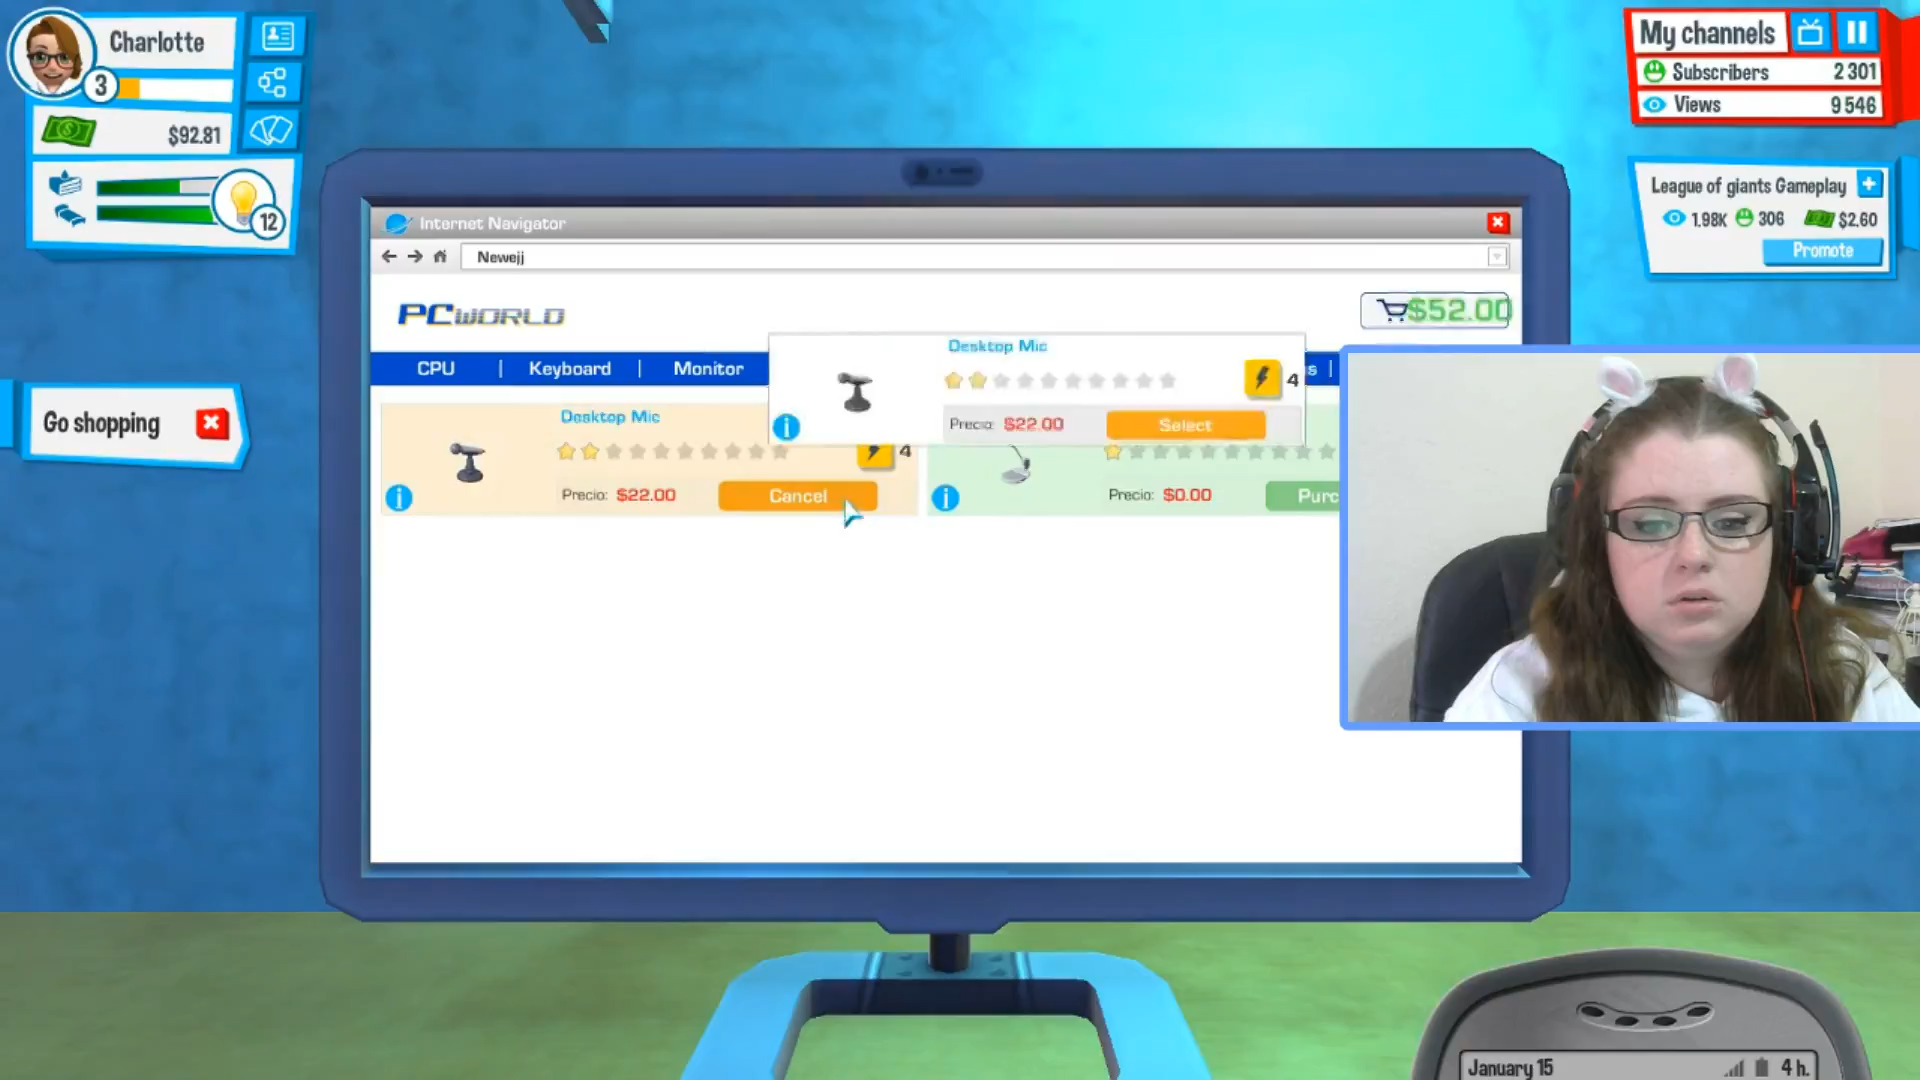 Charlotte
3
$92.81
12
My channels
Subscribers 2 301
Views 9 546
League of giants Gameplay
1.98K 306 $2.60
Promote
Internet Navigator
Newejj
PCWORLD
$52.00
CPU | Keyboard | Monitor
s |
Desktop Mic
4
Precio: $22.00 Select
Go shopping
Desktop Mic
4
Precio: $22.00 Cancel
Precio: $0.00 Purc
January 15 4 h.